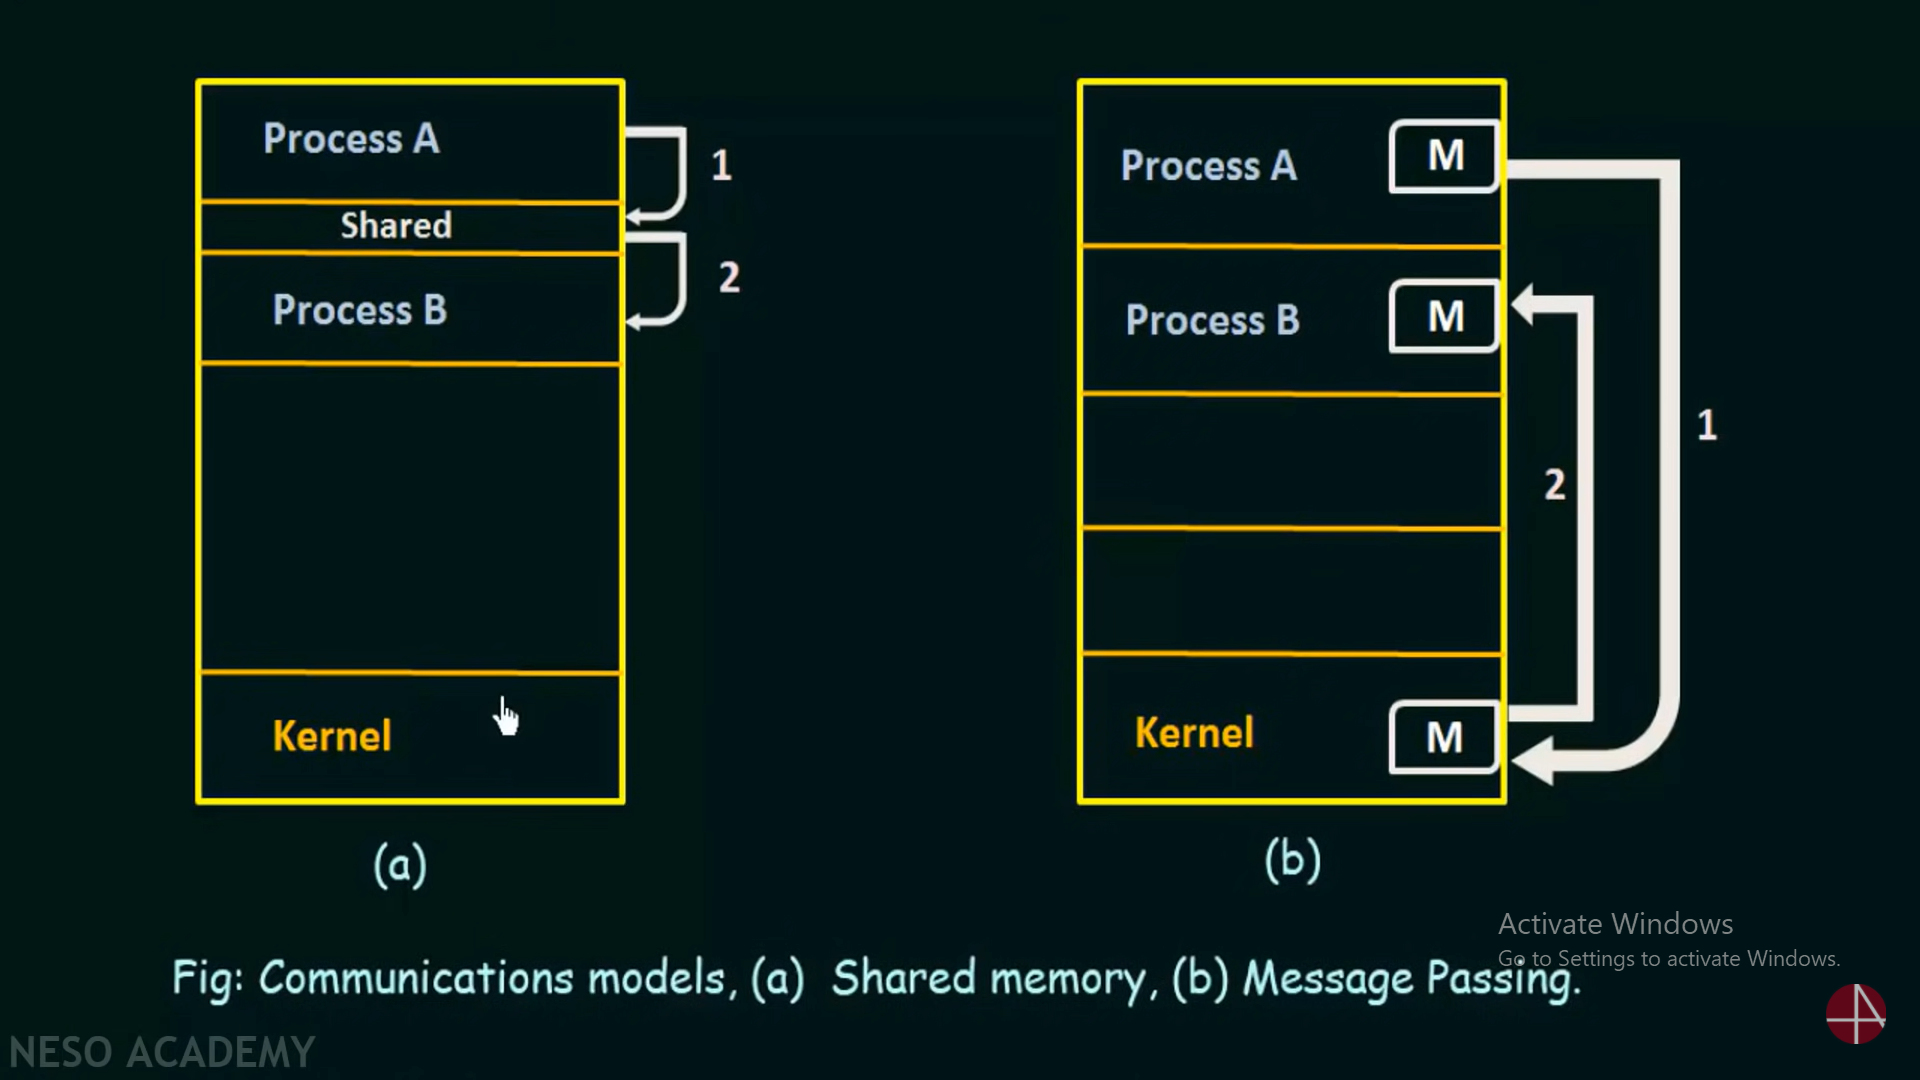 Process A
1
Shared
2
Process B
Kernel
(a)
Process A
M
Process B
M
1
2
Kernel
M
(b)
Fig: Communications models, (a) Shared memory, (b) Message Passing.
Activate Windows
Go to Settings to activate Windows.
NESO ACADEMY